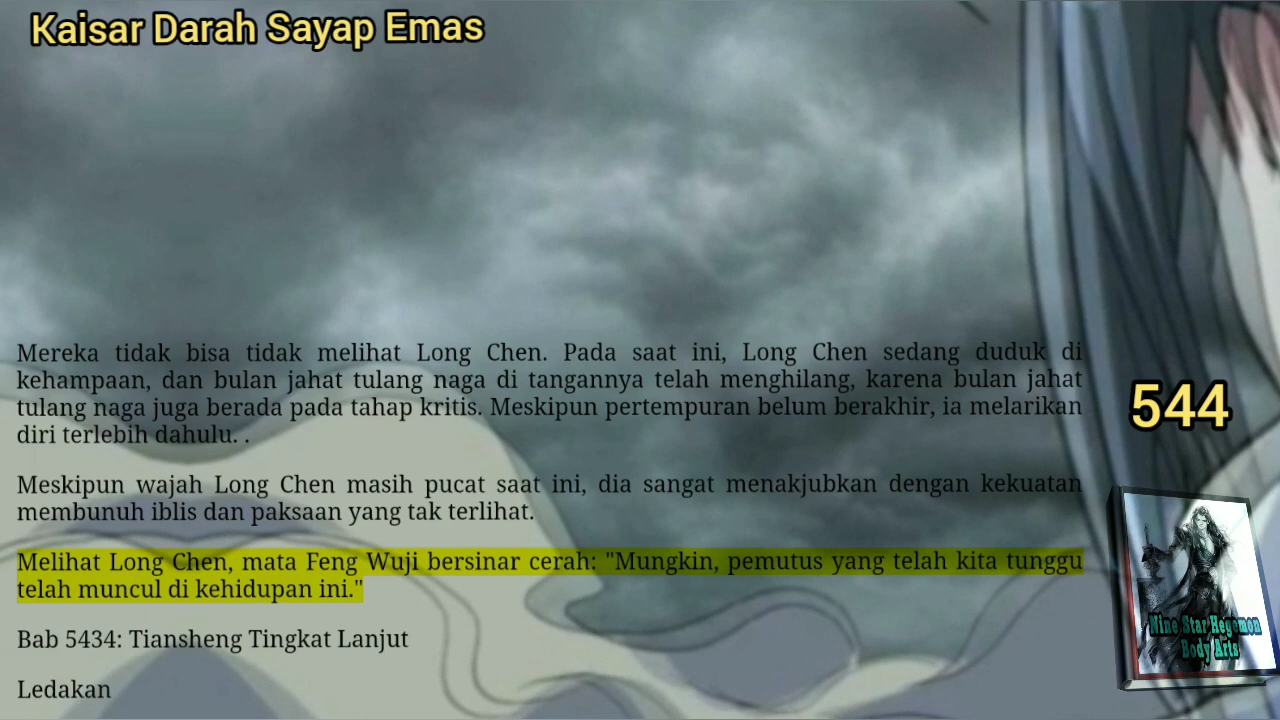 Kaisar Darah Sayap Emas
Mereka tidak bisa tidak melihat Long Chen. Pada saat ini, Long Chen sedang duduk di
kehampaan, dan bulan jahat tulang naga di tangannya telah menghilang, karena bulan jahat
tulang naga juga berada pada tahap kritis. Meskipun pertempuran belum berakhir, ia melarikan
diri terlebih dahulu. .
544
Meskipun wajah Long Chen masih pucat saat ini, dia sangat menakjubkan dengan kekuatan
membunuh iblis dan paksaan yang tak terlihat.
Melihat Long Chen, mata Feng Wuji bersinar cerah: "Mungkin, pemutus yang telah kita tunggu
telah muncul di kehidupan ini."
Bab 5434: Tiansheng Tingkat Lanjut
Ledakan
Nine Star Hegemon
Body Arts